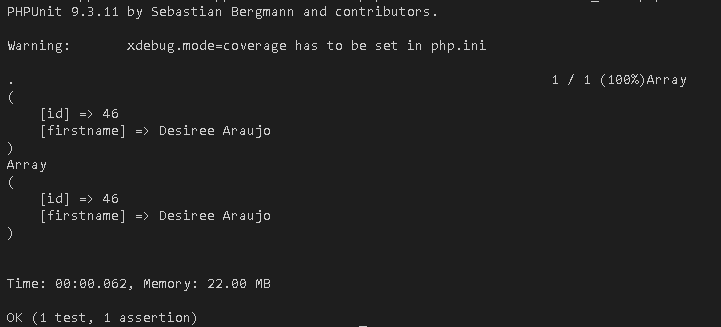 PHPUnit 9.3.11 by Sebastian Bergmann and contributors.
Warning:       xdebug.mode=coverage has to be set in php.ini
.                                                                   1 / 1 (100%)Array
(
    [id] => 46
    [firstname] => Desiree Araujo
)
Array
(
    [id] => 46
    [firstname] => Desiree Araujo
)
Time: 00:00.062, Memory: 22.00 MB
OK (1 test, 1 assertion)